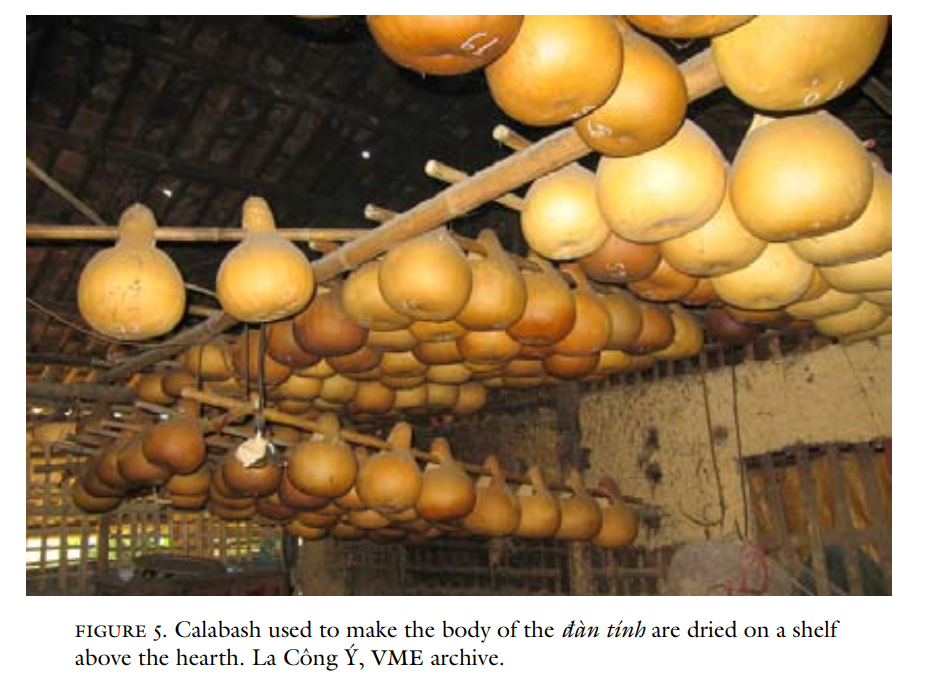 FIGURE 5. Calabash used to make the body of the đàn tính are dried on a shelf
above the hearth. La Công Ý, VME archive.